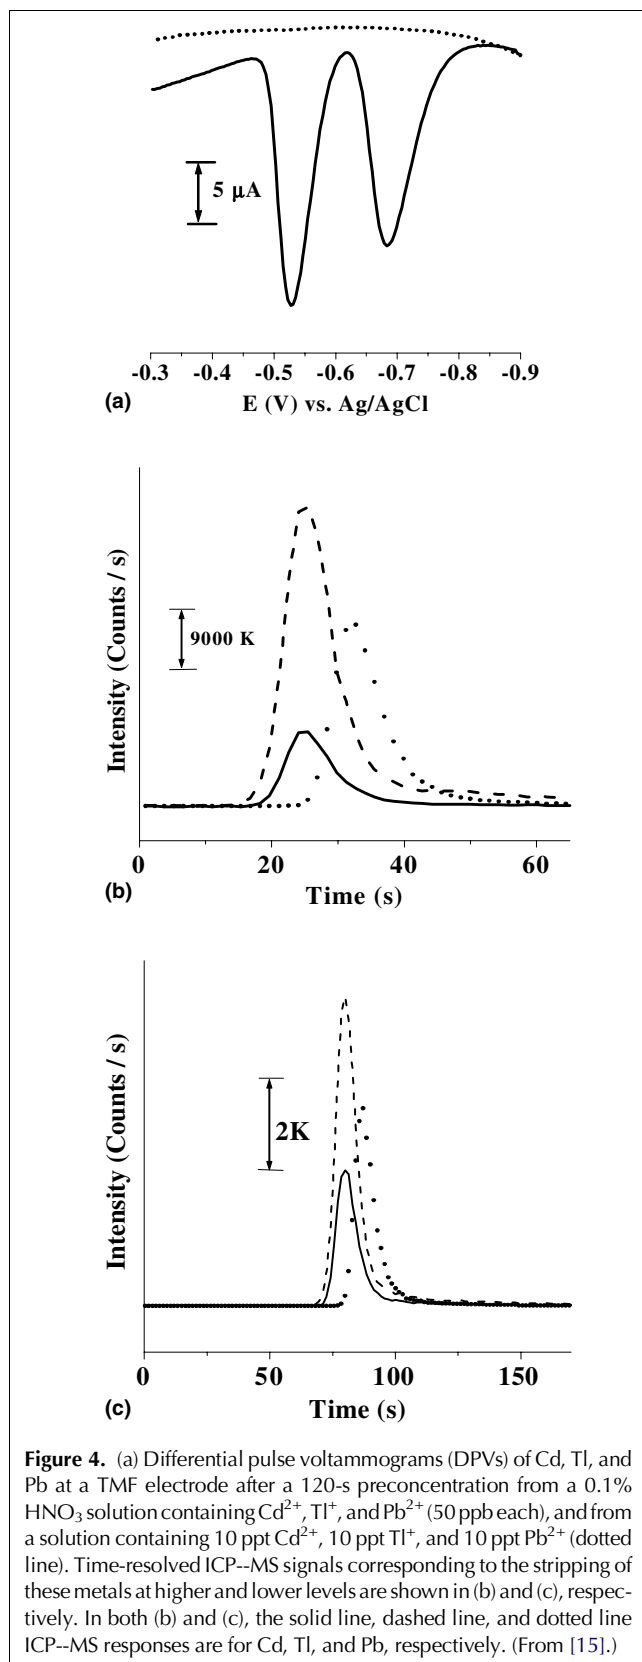 5 µA
-0.3 -0.4 -0.5 -0.6 -0.7 -0.8 -0.9
(a)
E (V) vs. Ag/AgCl
Intensity (Counts / s)
9000 K
0 20 40 60
(b)
Time (s)
Intensity (Counts / s)
2K
0 50 100 150
(c)
Time (s)
Figure 4. (a) Differential pulse voltammograms (DPVs) of Cd, Tl, and
Pb at a TMF electrode after a 120-s preconcentration from a 0.1%
HNO₃ solution containing Cd²⁺, Tl⁺, and Pb²⁺ (50 ppb each), and from
a solution containing 10 ppt Cd²⁺, 10 ppt Tl⁺, and 10 ppt Pb²⁺ (dotted
line). Time-resolved ICP--MS signals corresponding to the stripping of
these metals at higher and lower levels are shown in (b) and (c), respec-
tively. In both (b) and (c), the solid line, dashed line, and dotted line
ICP--MS responses are for Cd, Tl, and Pb, respectively. (From [15].)